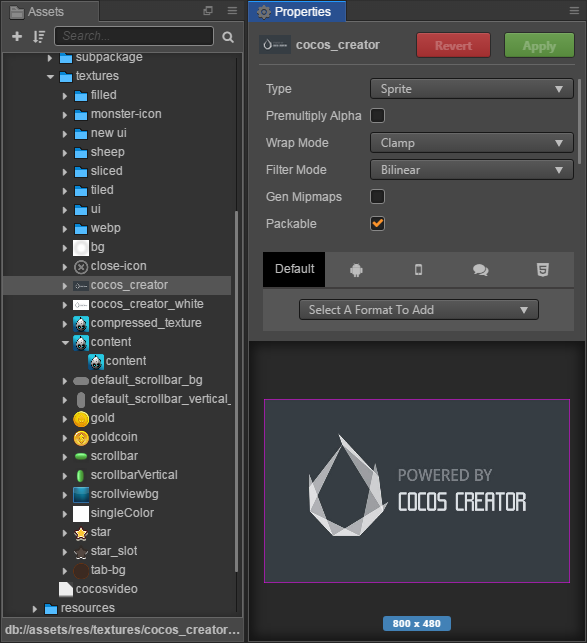 Assets
Search...
subpackage
textures
filled
monster-icon
new ui
sheep
sliced
tiled
ui
webp
bg
close-icon
cocos_creator
cocos_creator_white
compressed_texture
content
content
default_scrollbar_bg
default_scrollbar_vertical_
gold
goldcoin
scrollbar
scrollbarVertical
scrollviewbg
singleColor
star
star_slot
tab-bg
cocosvideo
resources
db://assets/res/textures/cocos_creator...
Properties
cocos_creator Revert Apply
Type Sprite
Premultiply Alpha
Wrap Mode Clamp
Filter Mode Bilinear
Gen Mipmaps
Packable
Default
Select A Format To Add
POWERED BY
COCOS CREATOR
800 x 480